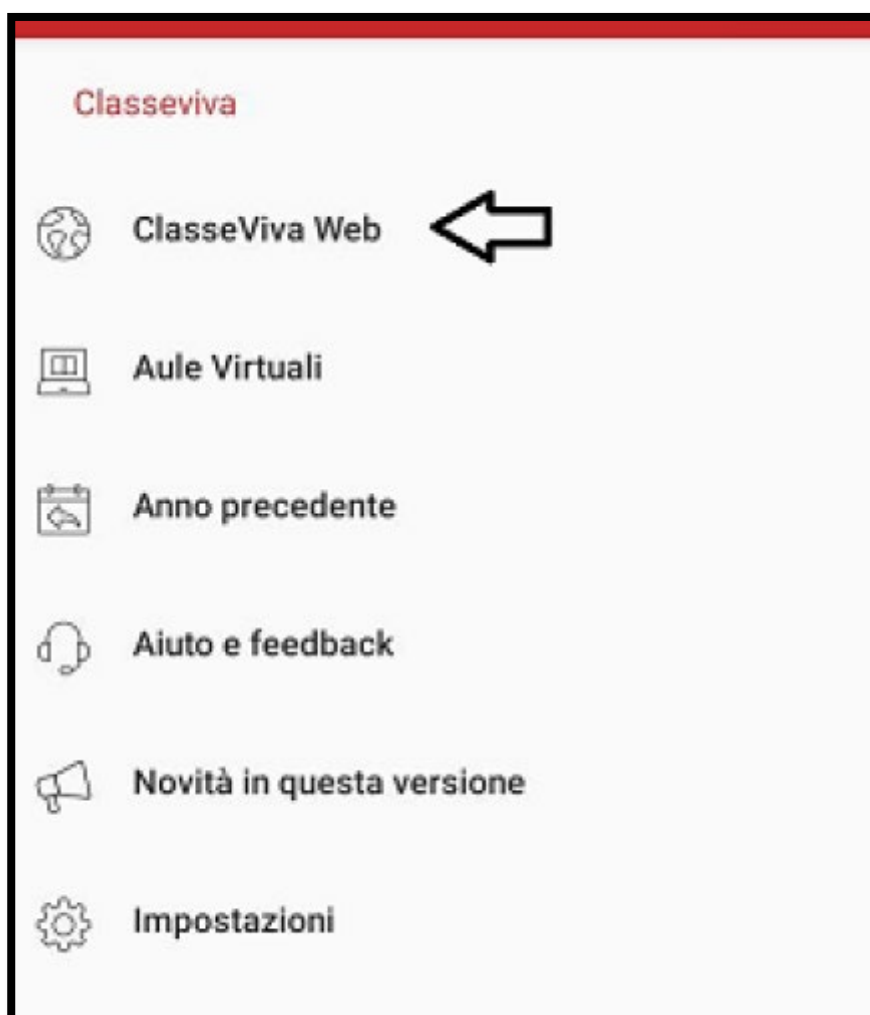 Classeviva
ClasseViva Web
Aule Virtuali
Anno precedente
Aiuto e feedback
Novità in questa versione
Impostazioni